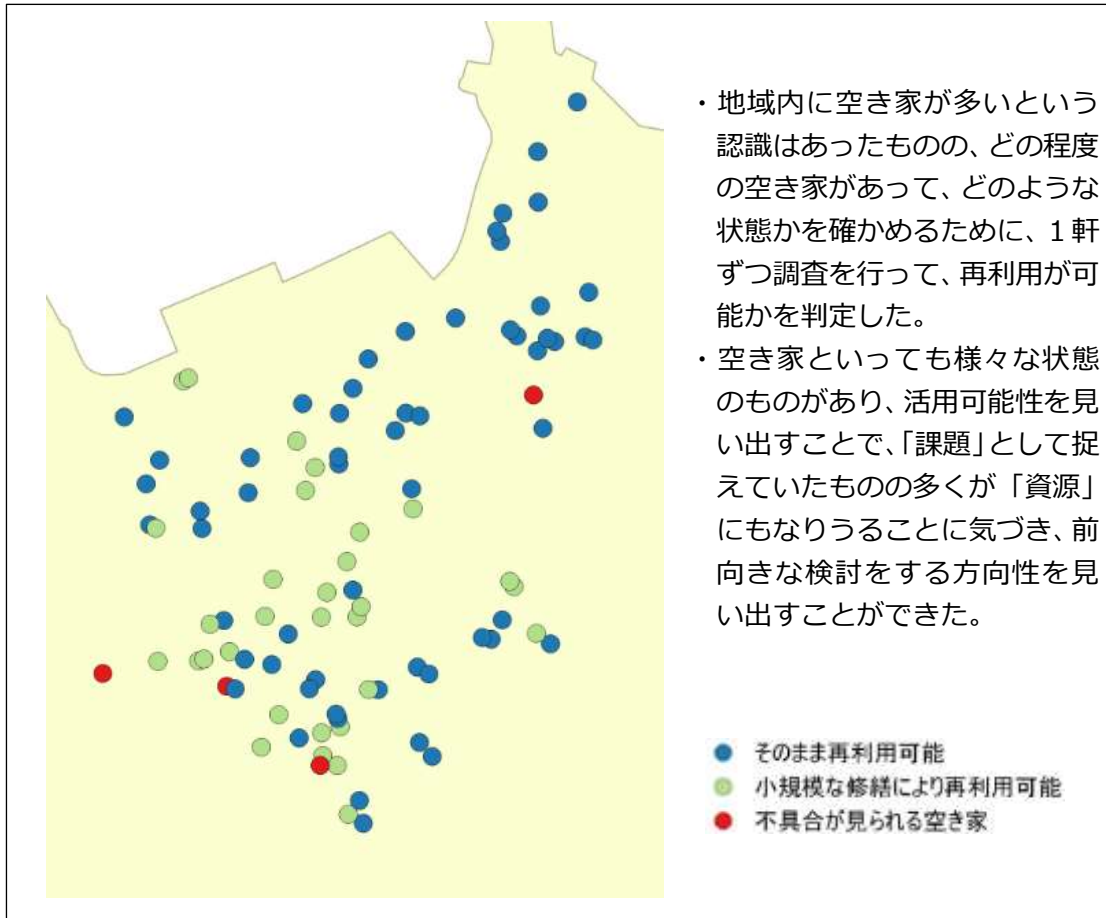 ・地域内に空き家が多いという
認識はあったものの、どの程度
の空き家があって、どのような
状態かを確かめるために、１軒
ずつ調査を行って、再利用が可
能かを判定した。
・空き家といっても様々な状態
のものがあり、活用可能性を見
い出すことで、「課題」として捉
えていたものの多くが「資源」
にもなりうることに気づき、前
向きな検討をする方向性を見
い出すことができた。
そのまま再利用可能
小規模な修繕により再利用可能
不具合が見られる空き家